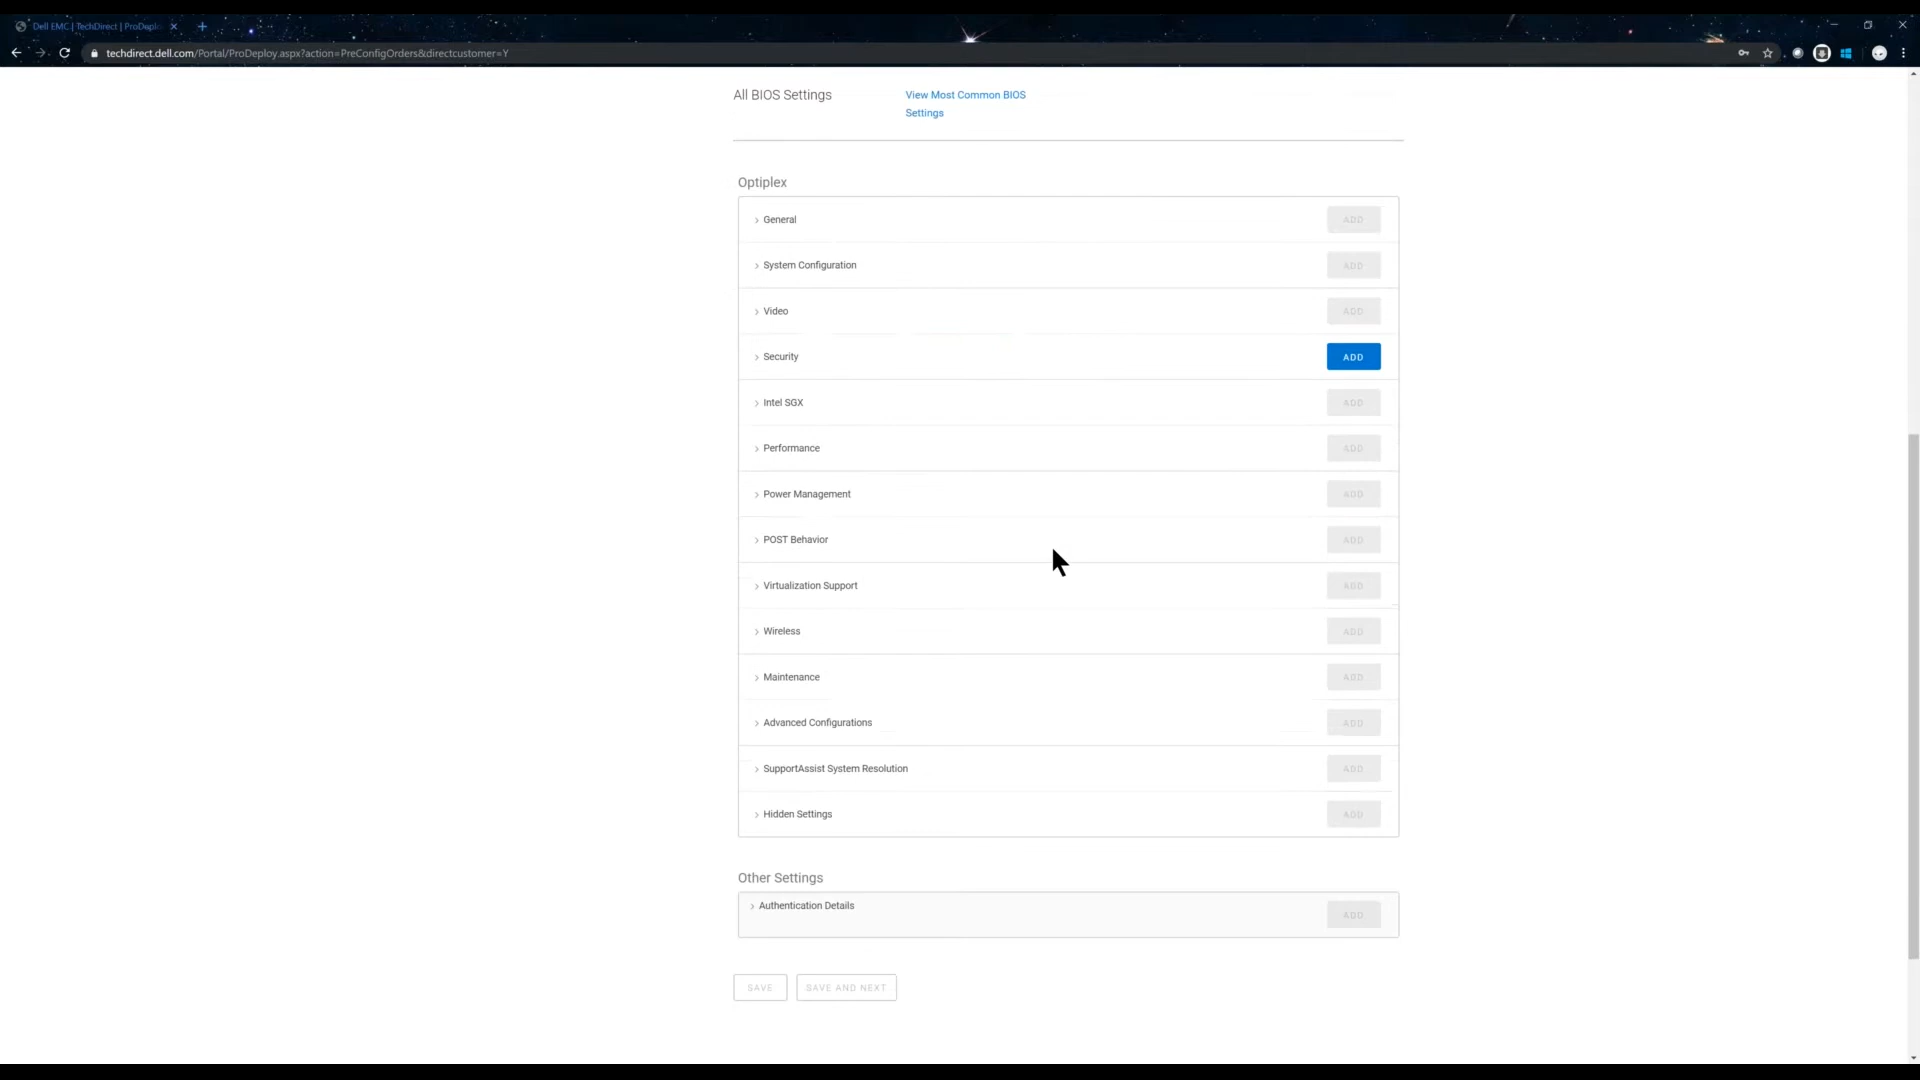 Dell EMC | TechDirect | ProDeplo
techdirect.dell.com/Portal/ProDeploy.aspx?action=PreConfigOrders&directcustomer=Y
All BIOS Settings
View Most Common BIOS
Settings
Optiplex
General ADD
System Configuration ADD
Video ADD
Security ADD
Intel SGX ADD
Performance ADD
Power Management ADD
POST Behavior ADD
Virtualization Support ADD
Wireless ADD
Maintenance ADD
Advanced Configurations ADD
SupportAssist System Resolution ADD
Hidden Settings ADD
Other Settings
Authentication Details ADD
SAVE SAVE AND NEXT